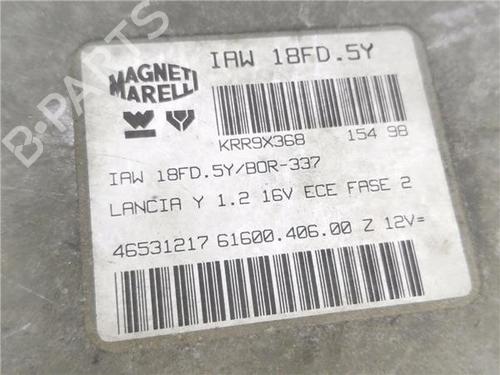 IAW 18FD.5Y
MAGNETI
MARELLI
KRR9X368 154 98
IAW 18FD.5Y/BOR-337
LANCIA Y 1.2 16V ECE FASE 2
46531217 61600.406.00 Z 12V=
B-PARTS